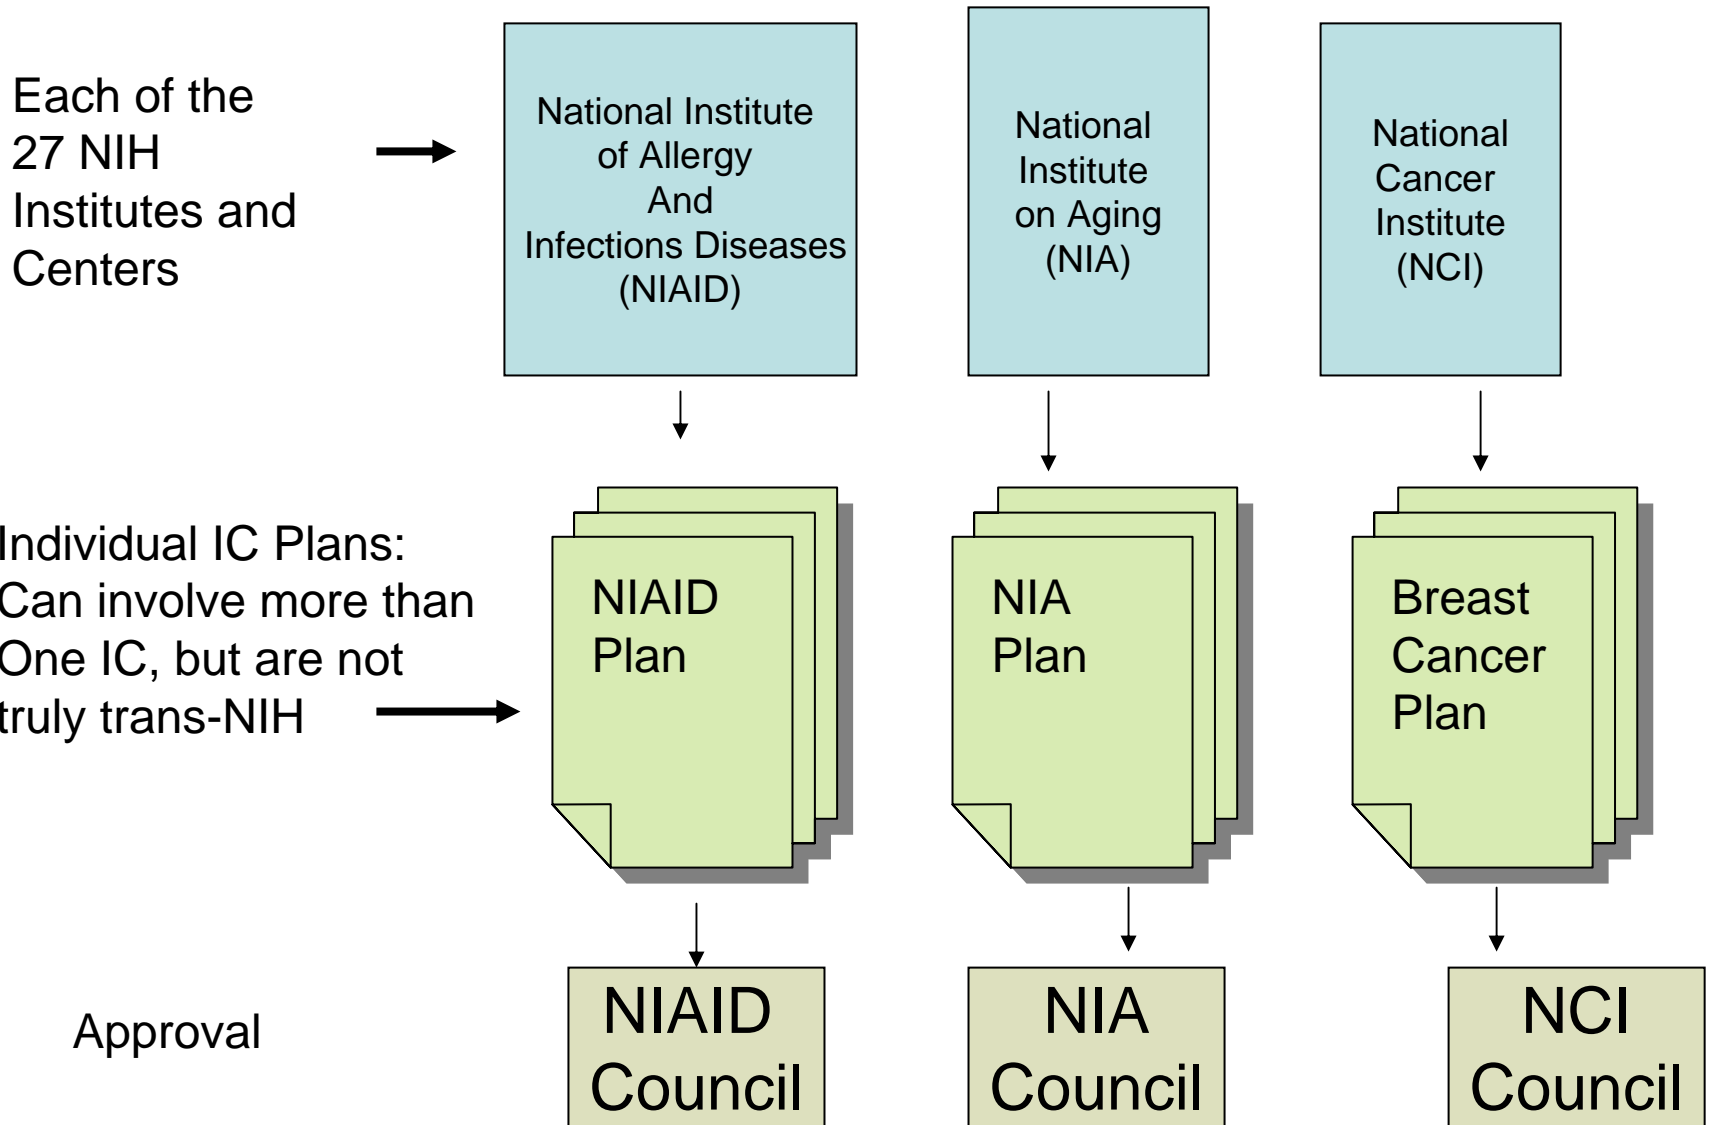 Each of the
27 NIH
Institutes and
Centers
National Institute
of Allergy
And
Infections Diseases
(NIAID)
National
Institute
on Aging
(NIA)
National
Cancer
Institute
(NCI)
Individual IC Plans:
Can involve more than
One IC, but are not
truly trans-NIH
NIAID
Plan
NIA
Plan
Breast
Cancer
Plan
Approval
NIAID
Council
NIA
Council
NCI
Council